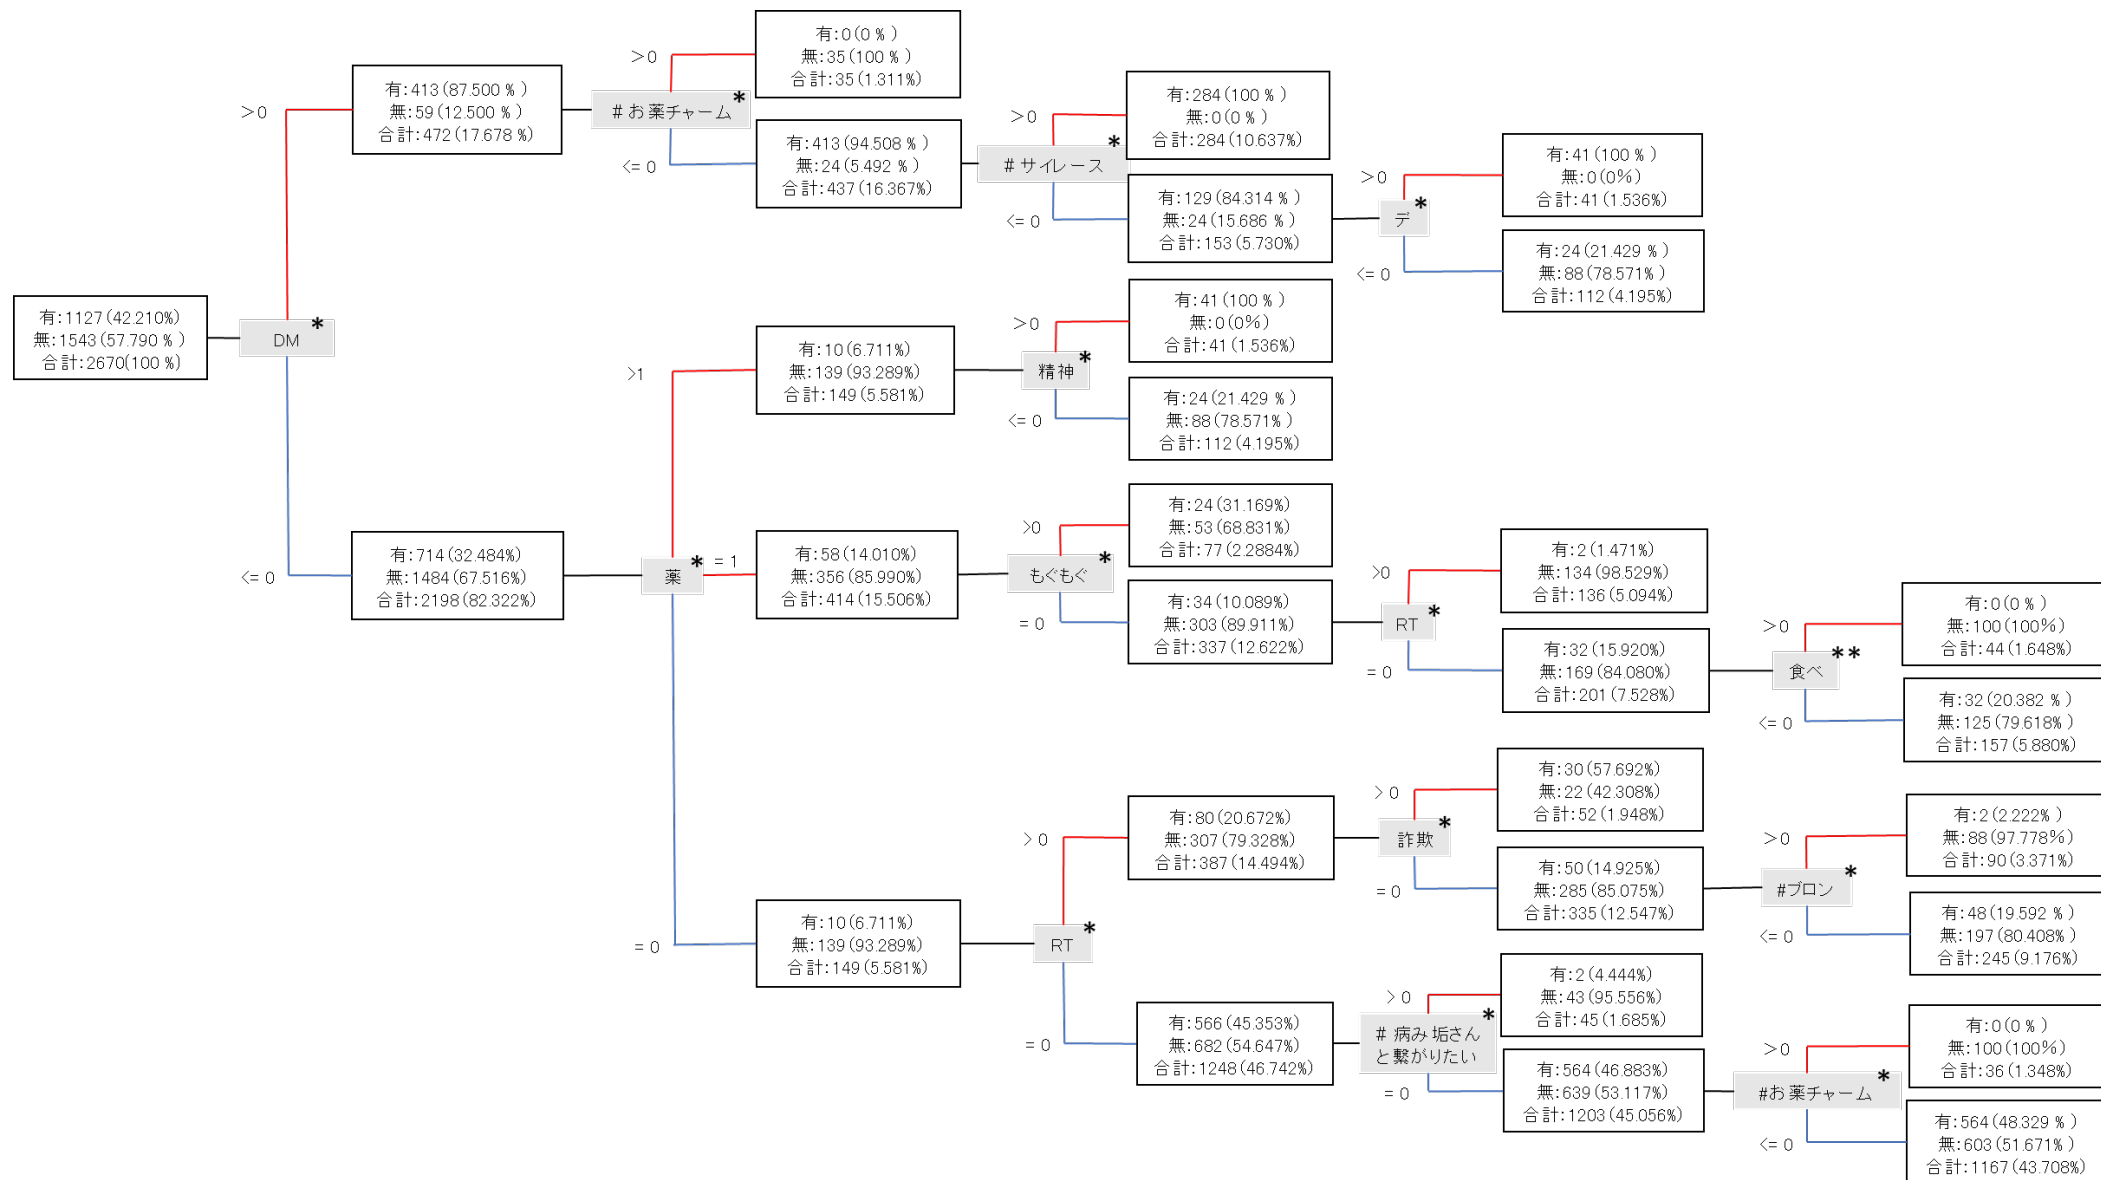 有:1127(42.210%)
無:1543(57.790 %)
合計:2670(100 %)
DM
*
>0
有:413(87.500 %)
無:59(12.500 %)
合計:472(17.678 %)
#お薬チャーム
*
>0
有:0(0 %)
無:35(100 %)
合計:35(1.311%)
<= 0
有:413(94.508 %)
無:24(5.492 %)
合計:437(16.367%)
#サイレース
*
>0
有:284(100 %)
無:0(0 %)
合計:284(10.637%)
<= 0
有:129(84.314 %)
無:24(15.686 %)
合計:153(5.730%)
デ
*
>0
有:41(100 %)
無:0(0%)
合計:41(1.536%)
<= 0
有:24(21.429 %)
無:88(78.571%)
合計:112(4.195%)
<= 0
有:714(32.484%)
無:1484(67.516%)
合計:2198(82.322%)
薬
*
>1
有:10(6.711%)
無:139(93.289%)
合計:149(5.581%)
精神
*
>0
有:41(100 %)
無:0(0%)
合計:41(1.536%)
<= 0
有:24(21.429 %)
無:88(78.571%)
合計:112(4.195%)
= 1
有:58(14.010%)
無:356(85.990%)
合計:414(15.506%)
もぐもぐ
*
>0
有:24(31.169%)
無:53(68.831%)
合計:77(2.2884%)
= 0
有:34(10.089%)
無:303(89.911%)
合計:337(12.622%)
RT
*
>0
有:2(1.471%)
無:134(98.529%)
合計:136(5.094%)
= 0
有:32(15.920%)
無:169(84.080%)
合計:201(7.528%)
食べ
**
>0
有:0(0 %)
無:100(100%)
合計:44(1.648%)
<= 0
有:32(20.382 %)
無:125(79.618%)
合計:157(5.880%)
= 0
有:10(6.711%)
無:139(93.289%)
合計:149(5.581%)
RT
*
> 0
有:80(20.672%)
無:307(79.328%)
合計:387(14.494%)
詐欺
*
> 0
有:30(57.692%)
無:22(42.308%)
合計:52(1.948%)
= 0
有:50(14.925%)
無:285(85.075%)
合計:335(12.547%)
#ブロン
*
>0
有:2(2.222%)
無:88(97.778%)
合計:90(3.371%)
<= 0
有:48(19.592 %)
無:197(80.408%)
合計:245(9.176%)
= 0
有:566(45.353%)
無:682(54.647%)
合計:1248(46.742%)
#病み垢さん
と繋がりたい
*
> 0
有:2(4.444%)
無:43(95.556%)
合計:45(1.685%)
= 0
有:564(46.883%)
無:639(53.117%)
合計:1203(45.056%)
#お薬チャーム
*
>0
有:0(0 %)
無:100(100%)
合計:36(1.348%)
<= 0
有:564(48.329 %)
無:603(51.671%)
合計:1167(43.708%)